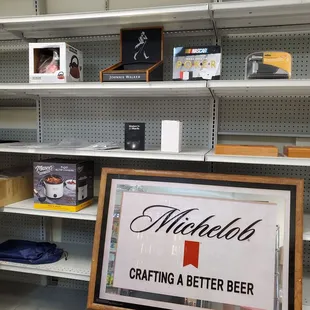 JOHNNIE WALKER
NASCAR
Michelob
CRAFTING A BETTER BEER